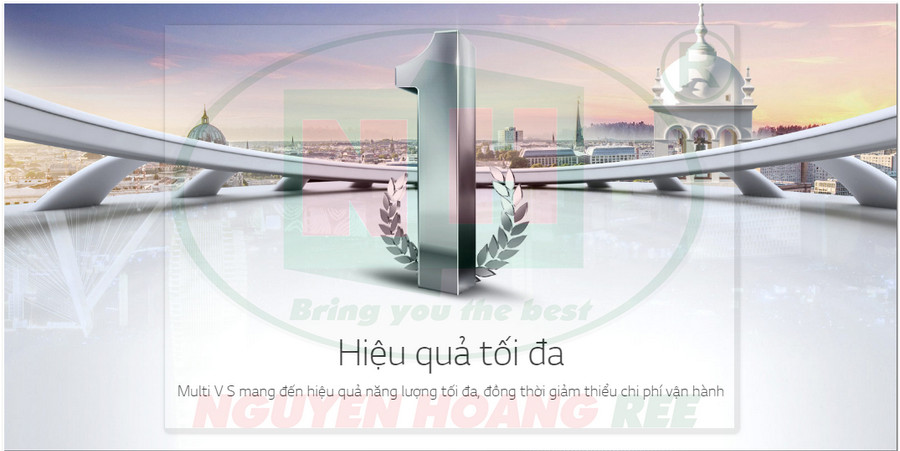 ®
1
NH
Bring you the best
Hiệu quả tối đa
Multi V S mang đến hiệu quả năng lượng tối đa, đồng thời giảm thiểu chi phí vận hành
NGUYEN HOANG REE